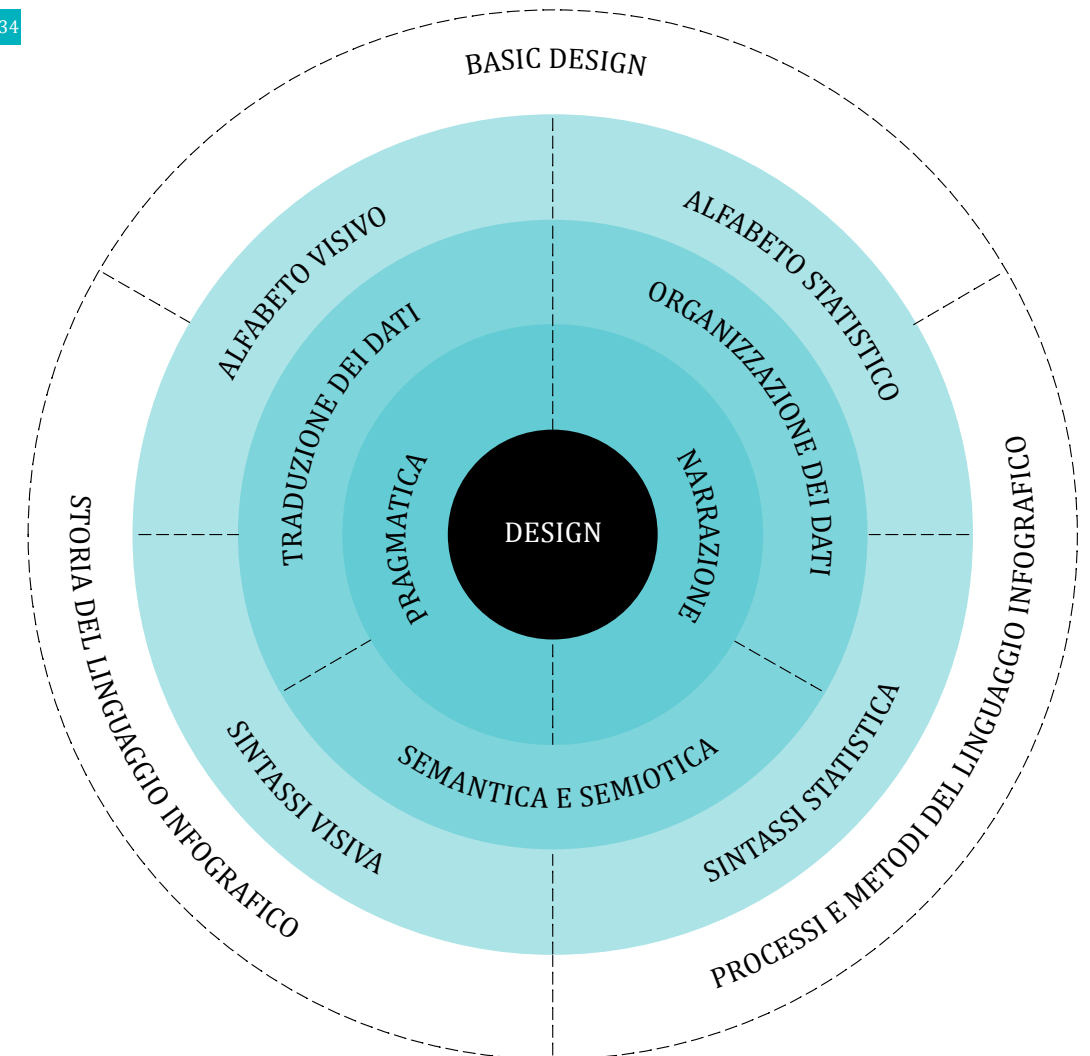 34
BASIC DESIGN
ALFABETO VISIVO
ALFABETO STATISTICO
TRADUZIONE DEI DATI
ORGANIZZAZIONE DEI DATI
PRAGMATICA
DESIGN
NARRAZIONE
STORIA DEL LINGUAGGIO INFOGRAFICO
PROCESSI E METODI DEL LINGUAGGIO INFOGRAFICO
SEMANTICA E SEMIOTICA
SINTASSI VISIVA
SINTASSI STATISTICA